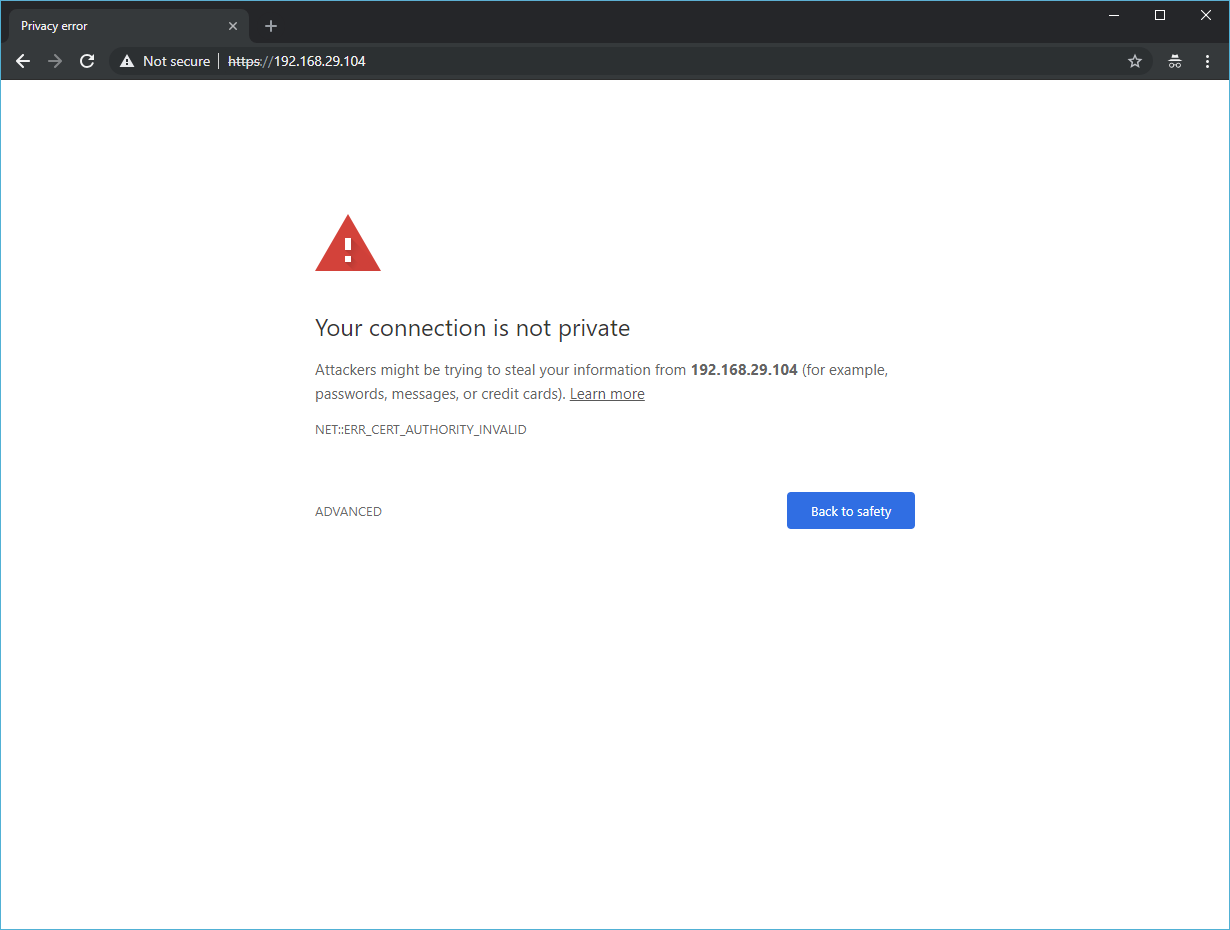 Privacy error
Not secure | https://192.168.29.104
Your connection is not private
Attackers might be trying to steal your information from 192.168.29.104 (for example,
passwords, messages, or credit cards). Learn more
NET::ERR_CERT_AUTHORITY_INVALID
ADVANCED
Back to safety